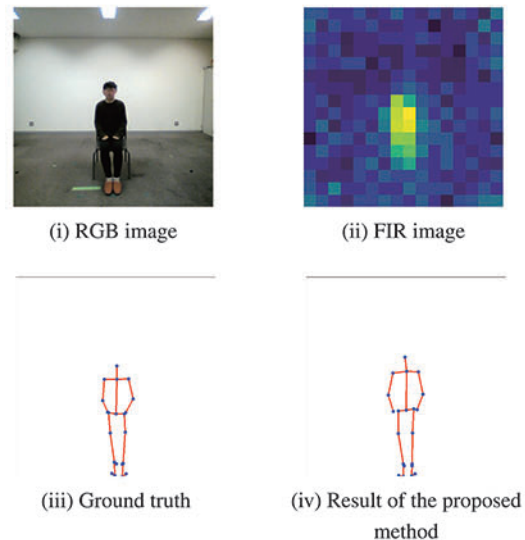 (i) RGB image
(ii) FIR image
(iii) Ground truth
(iv) Result of the proposed
method